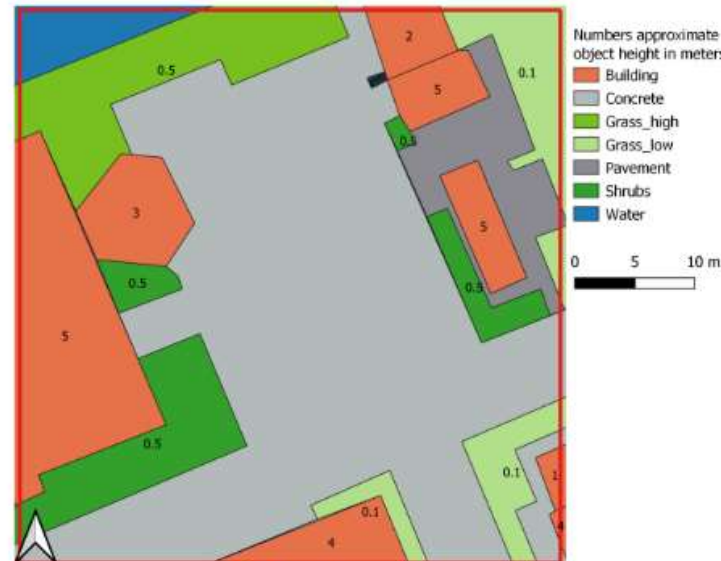 Numbers approximate
object height in meters
Building
Concrete
Grass_high
Grass_low
Pavement
Shrubs
Water
0 5 10 m
2
0.5
0.1
5
0.5
3
5
0.5
0.5
5
0.5
0.1
1
0.1
4
4